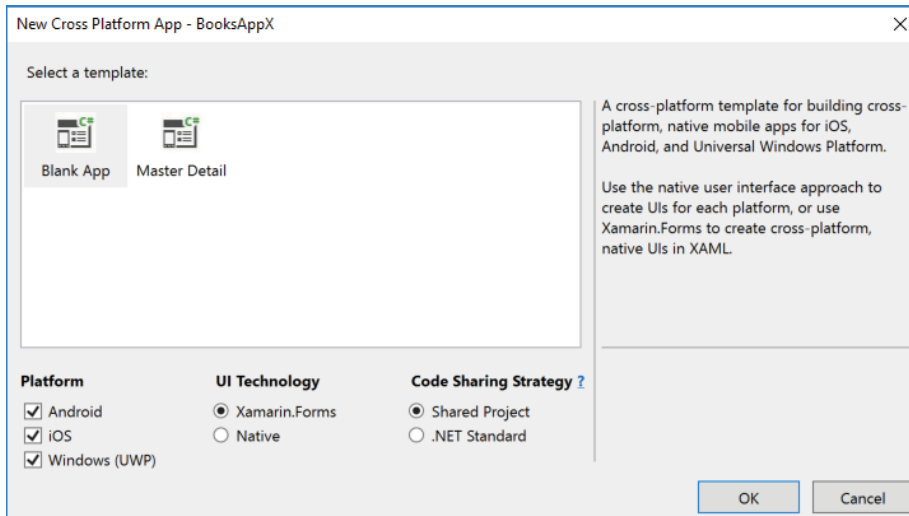 New Cross Platform App - BooksAppX
Select a template:
C#
Blank App
C#
Master Detail
A cross-platform template for building cross-
platform, native mobile apps for iOS,
Android, and Universal Windows Platform.
Use the native user interface approach to
create UIs for each platform, or use
Xamarin.Forms to create cross-platform,
native UIs in XAML.
Platform
Android
iOS
Windows (UWP)
UI Technology
Xamarin.Forms
Native
Code Sharing Strategy ?
Shared Project
.NET Standard
OK
Cancel